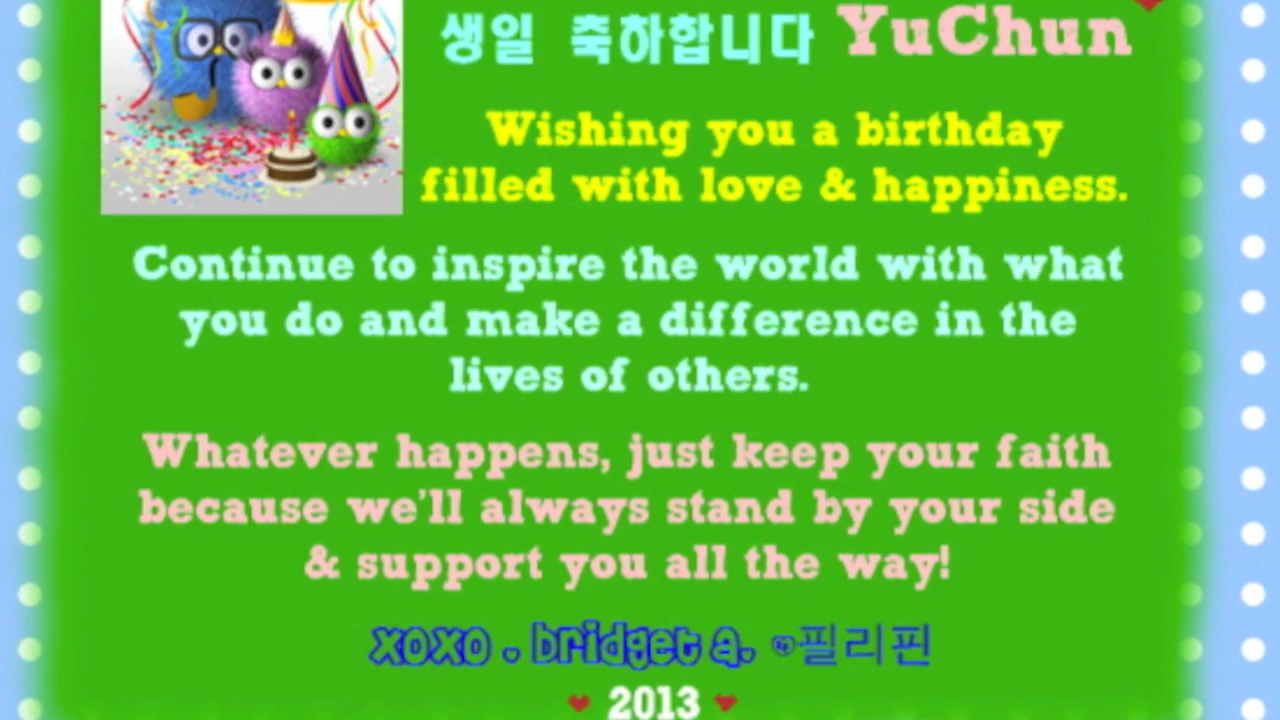 생일 축하합니다 YuChun
Wishing you a birthday
filled with love & happiness.
Continue to inspire the world with what
you do and make a difference in the
lives of others.
Whatever happens, just keep your faith
because we'll always stand by your side
& support you all the way!
xoxo . bridget a. 필리핀
2013